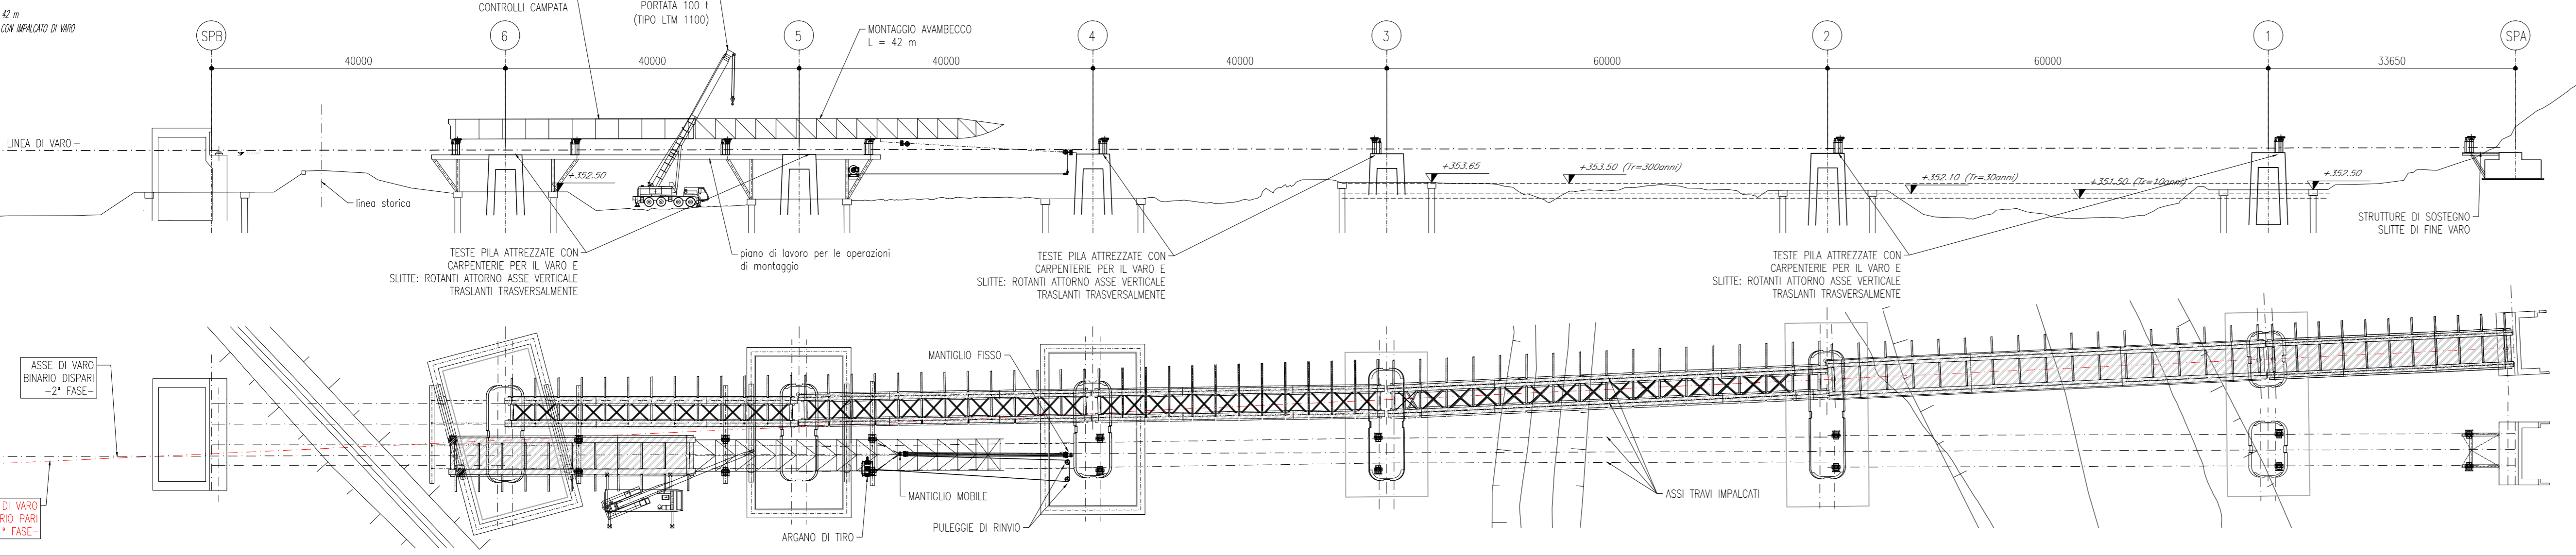 42 m
CON IMPALCATO DI VARO
CONTROLLI CAMPATA
PORTATA 100 t
(TIPO LTM 1100)
MONTAGGIO AVAMBECCO
L = 42 m
SPB
6
5
4
3
2
1
SPA
40000
40000
40000
40000
60000
60000
33650
LINEA DI VARO
linea storica
+352.50
+353.65
+353.50 (Tr=300anni)
+352.10 (Tr=30anni)
+351.50 (Tr=10anni)
+352.50
STRUTTURE DI SOSTEGNO
SLITTE DI FINE VARO
TESTE PILA ATTREZZATE CON
CARPENTERIE PER IL VARO E
SLITTE: ROTANTI ATTORNO ASSE VERTICALE
TRASLANTI TRASVERSALMENTE
piano di lavoro per le operazioni
di montaggio
TESTE PILA ATTREZZATE CON
CARPENTERIE PER IL VARO E
SLITTE: ROTANTI ATTORNO ASSE VERTICALE
TRASLANTI TRASVERSALMENTE
TESTE PILA ATTREZZATE CON
CARPENTERIE PER IL VARO E
SLITTE: ROTANTI ATTORNO ASSE VERTICALE
TRASLANTI TRASVERSALMENTE
ASSE DI VARO
BINARIO DISPARI
-2ª FASE-
DI VARO
RIO PARI
ª FASE-
MANTIGLIO FISSO
MANTIGLIO MOBILE
PULEGGIE DI RINVIO
ARGANO DI TIRO
ASSI TRAVI IMPALCATI